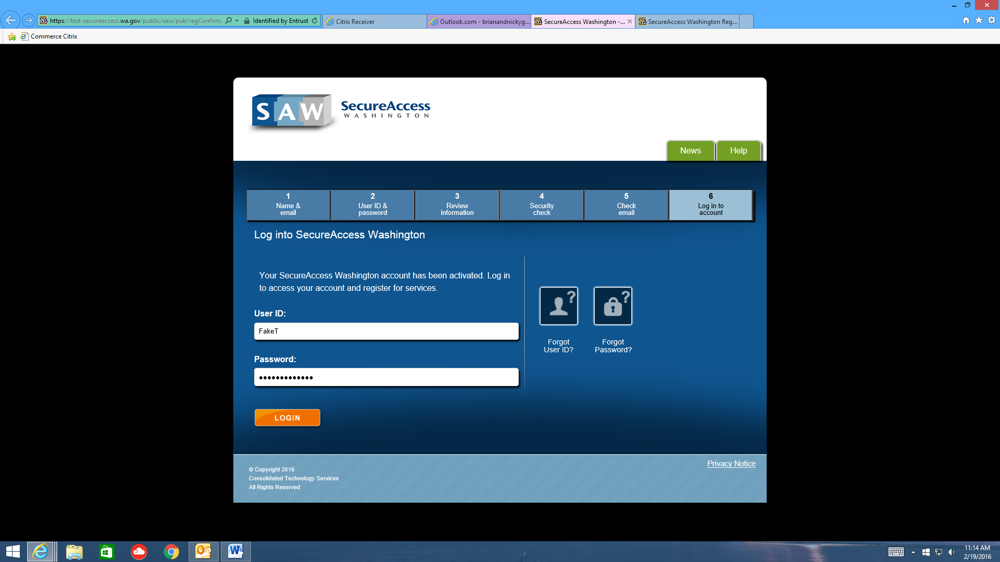 https://test-secureaccess.wa.gov/public/saw/pub/regConfirm.
Identified by Entrust
Citrix Receiver
Outlook.com - brianandnickyg...
SecureAccess Washington -...
SecureAccess Washington Reg...
Commerce Citrix
SAW
SecureAccess
WASHINGTON
News
Help
1
Name &
email
2
User ID &
password
3
Review
information
4
Security
check
5
Check
email
6
Log in to
account
Log into SecureAccess Washington
Your SecureAccess Washington account has been activated. Log in
to access your account and register for services.
User ID:
FakeT
Password:
•••••••••••••
LOGIN
?
Forgot
User ID?
?
Forgot
Password?
Privacy Notice
© Copyright 2016
Consolidated Technology Services
All Rights Reserved
11:14 AM
2/19/2016